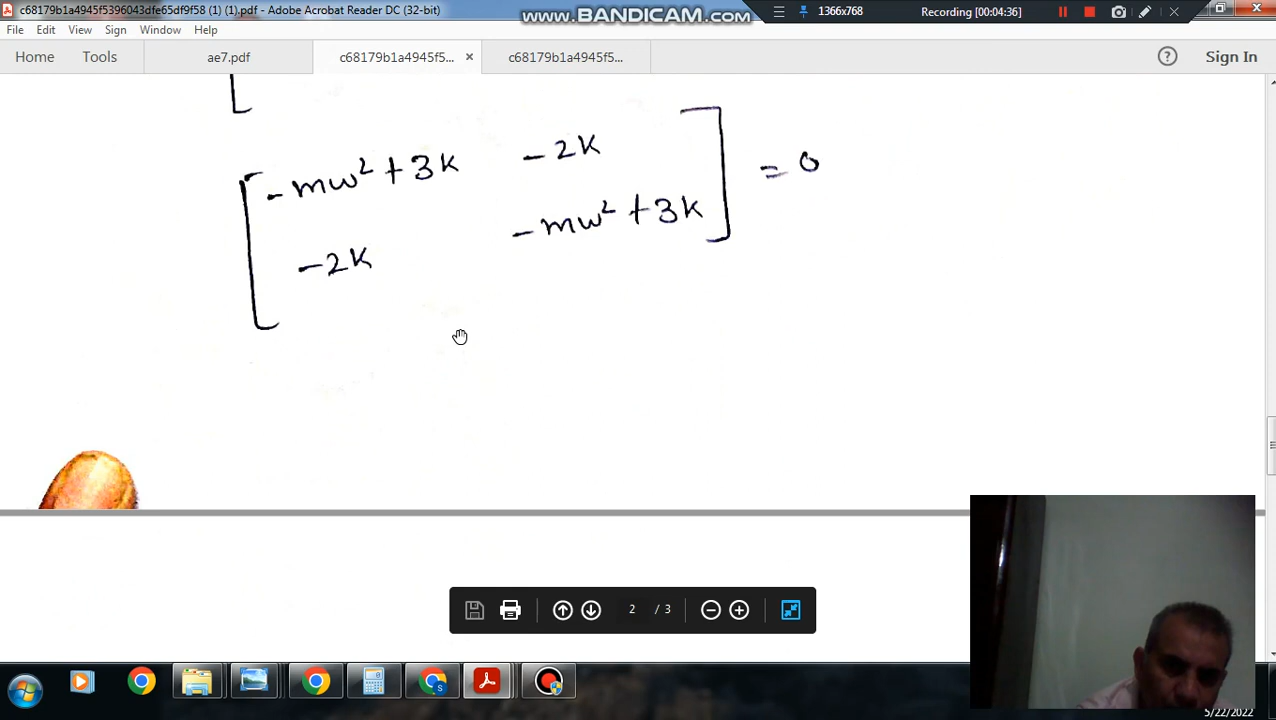 c68179b1a4945f5396043dfe65df9f58 (1) (1).pdf - Adobe Acrobat Reader DC (32-bit)
www.BANDICAM.com
1366x768
Recording [00:04:36]
File Edit View Sign Window Help
Home Tools ae7.pdf c68179b1a4945f5... × c68179b1a4945f5... Sign In
-mw²+3k -2k
= 0
-2k -mw²+3k
2 / 3
5/22/2022